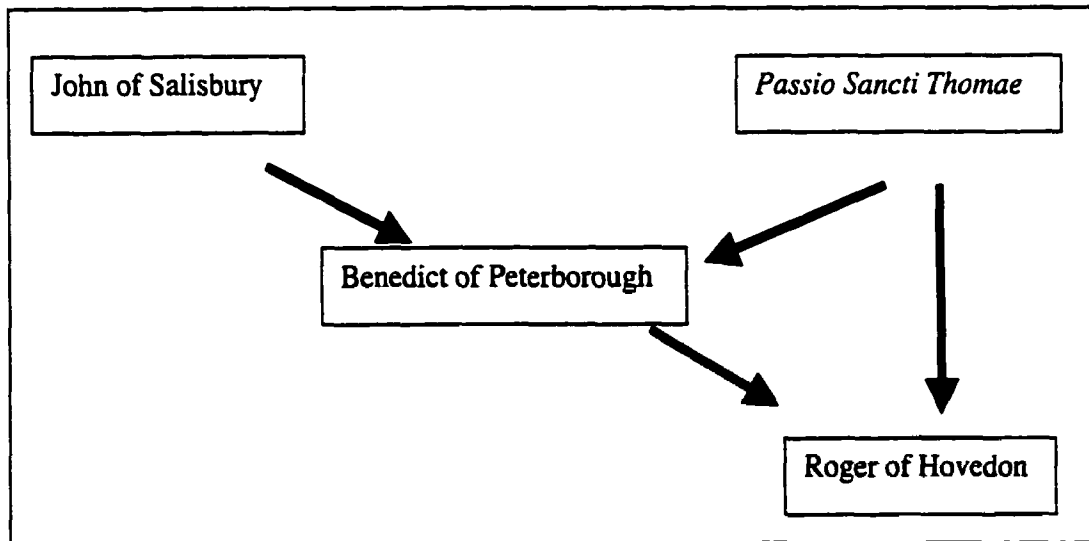 John of Salisbury
Passio Sancti Thomae
Benedict of Peterborough
Roger of Hovedon